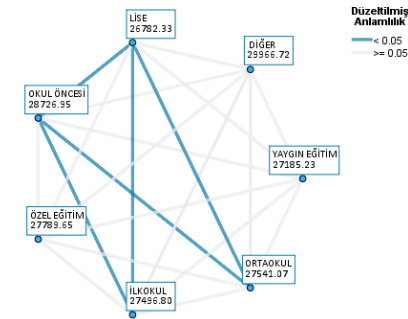 LİSE
26782.33
DİĞER
29966.72
OKUL ÖNCESİ
28726.95
YAYGIN EĞİTİM
27185.23
ÖZEL EĞİTİM
27789.65
ORTAOKUL
27541.07
İLKOKUL
27496.80
Düzeltilmiş
Anlamlılık
< 0.05
>= 0.05